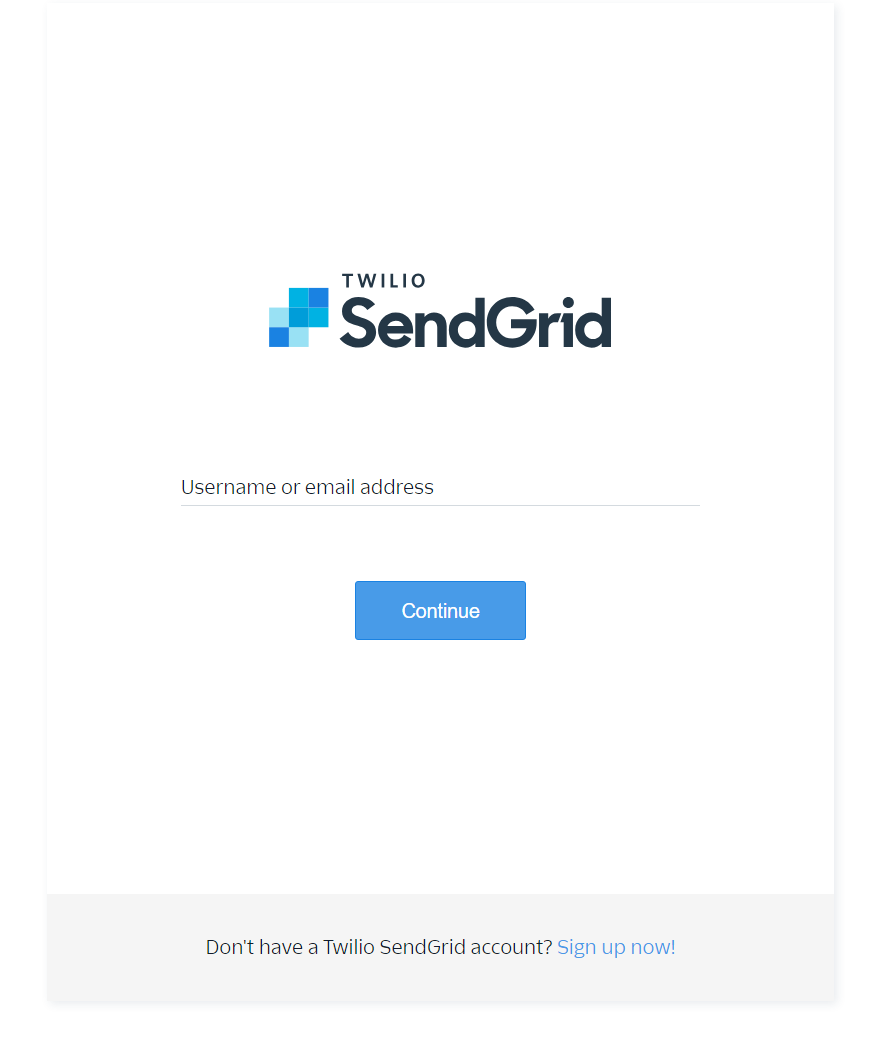 TWILIO
SendGrid
Username or email address
Continue
Don't have a Twilio SendGrid account? Sign up now!